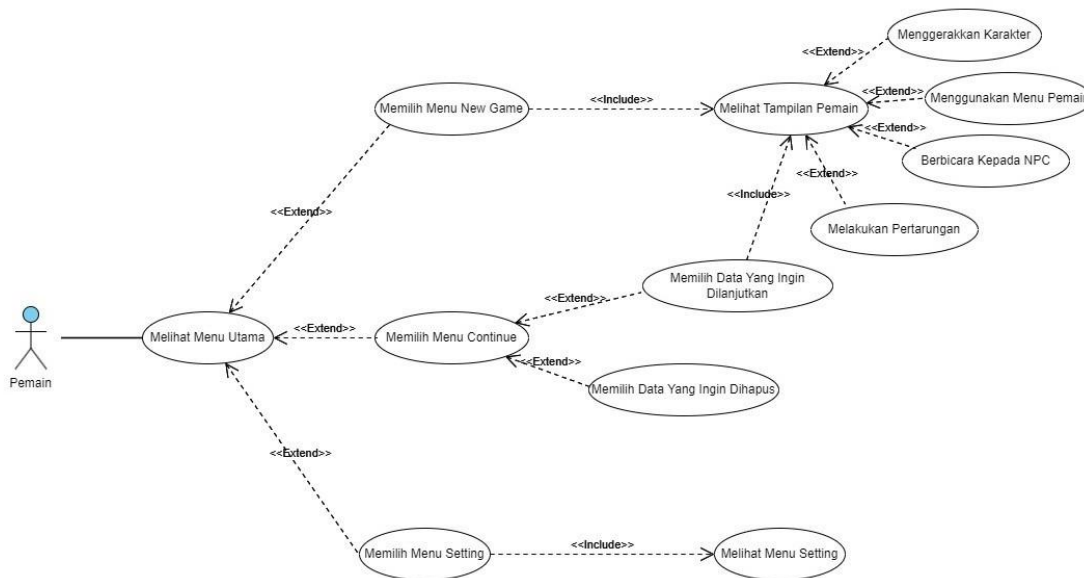 Menggerakkan Karakter
<<Extend>>
<<Extend>>
Memilih Menu New Game
<<Include>>
Melihat Tampilan Pemain
Menggunakan Menu Pemain
<<Extend>>
Berbicara Kepada NPC
<<Extend>>
<<Include>>
<<Extend>>
Melakukan Pertarungan
Memilih Data Yang Ingin
Dilanjutkan
<<Extend>>
Pemain
Melihat Menu Utama
<<Extend>>
Memilih Menu Continue
<<Extend>>
Memilih Data Yang Ingin Dihapus
<<Extend>>
Memilih Menu Setting
<<Include>>
Melihat Menu Setting